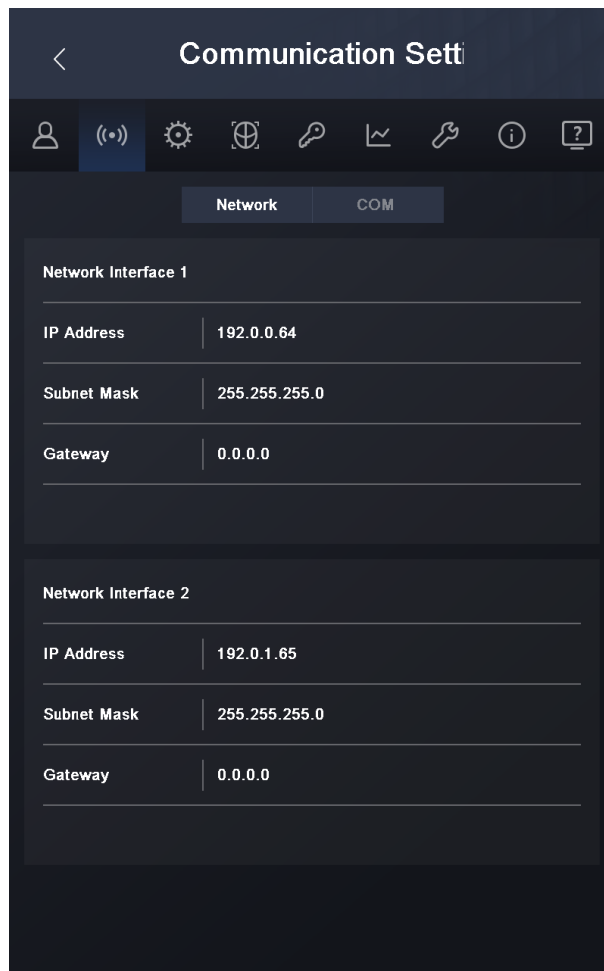 Communication Setti
Network COM
Network Interface 1
IP Address 192.0.0.64
Subnet Mask 255.255.255.0
Gateway 0.0.0.0
Network Interface 2
IP Address 192.0.1.65
Subnet Mask 255.255.255.0
Gateway 0.0.0.0